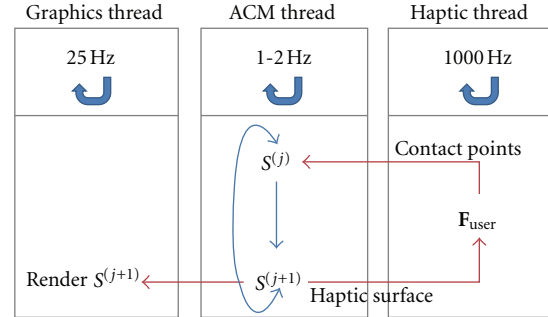 Graphics thread
ACM thread
Haptic thread
25 Hz
1-2 Hz
1000 Hz
Contact points
S^(j)
F_user
Render S^(j+1)
S^(j+1)
Haptic surface